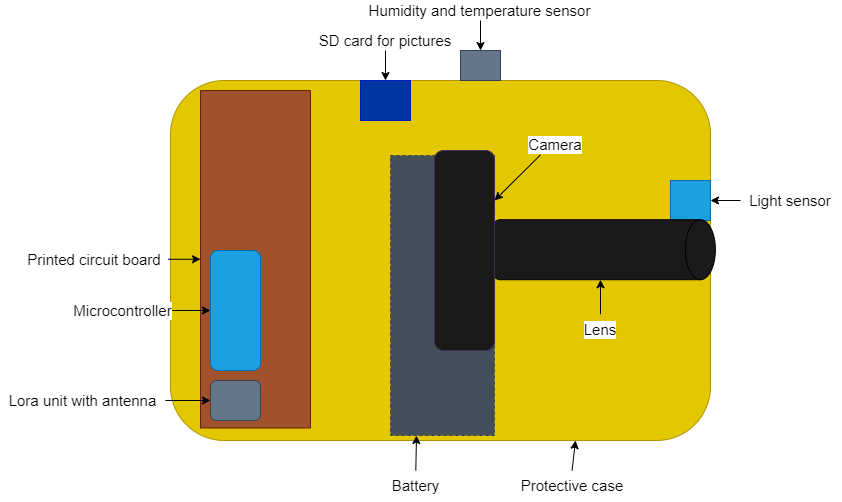 Humidity and temperature sensor
SD card for pictures
Camera
Light sensor
Printed circuit board
Microcontroller
Lens
Lora unit with antenna
Battery
Protective case